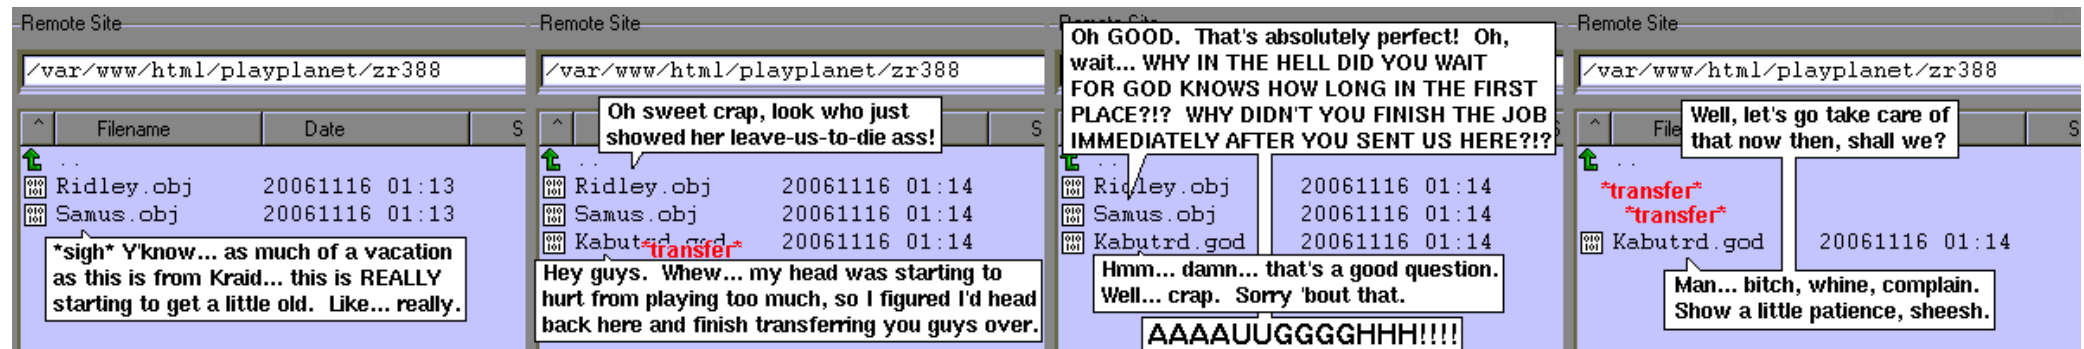 Remote Site
/var/www/html/playplanet/zr388
^ Filename Date S
..
Ridley.obj 20061116 01:13
Samus.obj 20061116 01:13
*sigh* Y'know... as much of a vacation
as this is from Kraid... this is REALLY
starting to get a little old. Like... really.
Remote Site
/var/www/html/playplanet/zr388
Oh sweet crap, look who just
showed her leave-us-to-die ass!
^ S
..
Ridley.obj 20061116 01:14
Samus.obj 20061116 01:14
Kabutrd.god 20061116 01:14
*transfer*
Hey guys. Whew... my head was starting to
hurt from playing too much, so I figured I'd head
back here and finish transferring you guys over.
Remote Site
Oh GOOD. That's absolutely perfect! Oh,
wait... WHY IN THE HELL DID YOU WAIT
FOR GOD KNOWS HOW LONG IN THE FIRST
PLACE?!? WHY DIDN'T YOU FINISH THE JOB
IMMEDIATELY AFTER YOU SENT US HERE?!?
..
Ridley.obj 20061116 01:14
Samus.obj 20061116 01:14
Kabutrd.god 20061116 01:14
Hmm... damn... that's a good question.
Well... crap. Sorry 'bout that.
AAAAUUGGGGHHH!!!!
Remote Site
/var/www/html/playplanet/zr388
Well, let's go take care of
that now then, shall we?
^ File S
..
*transfer*
*transfer*
Kabutrd.god 20061116 01:14
Man... bitch, whine, complain.
Show a little patience, sheesh.